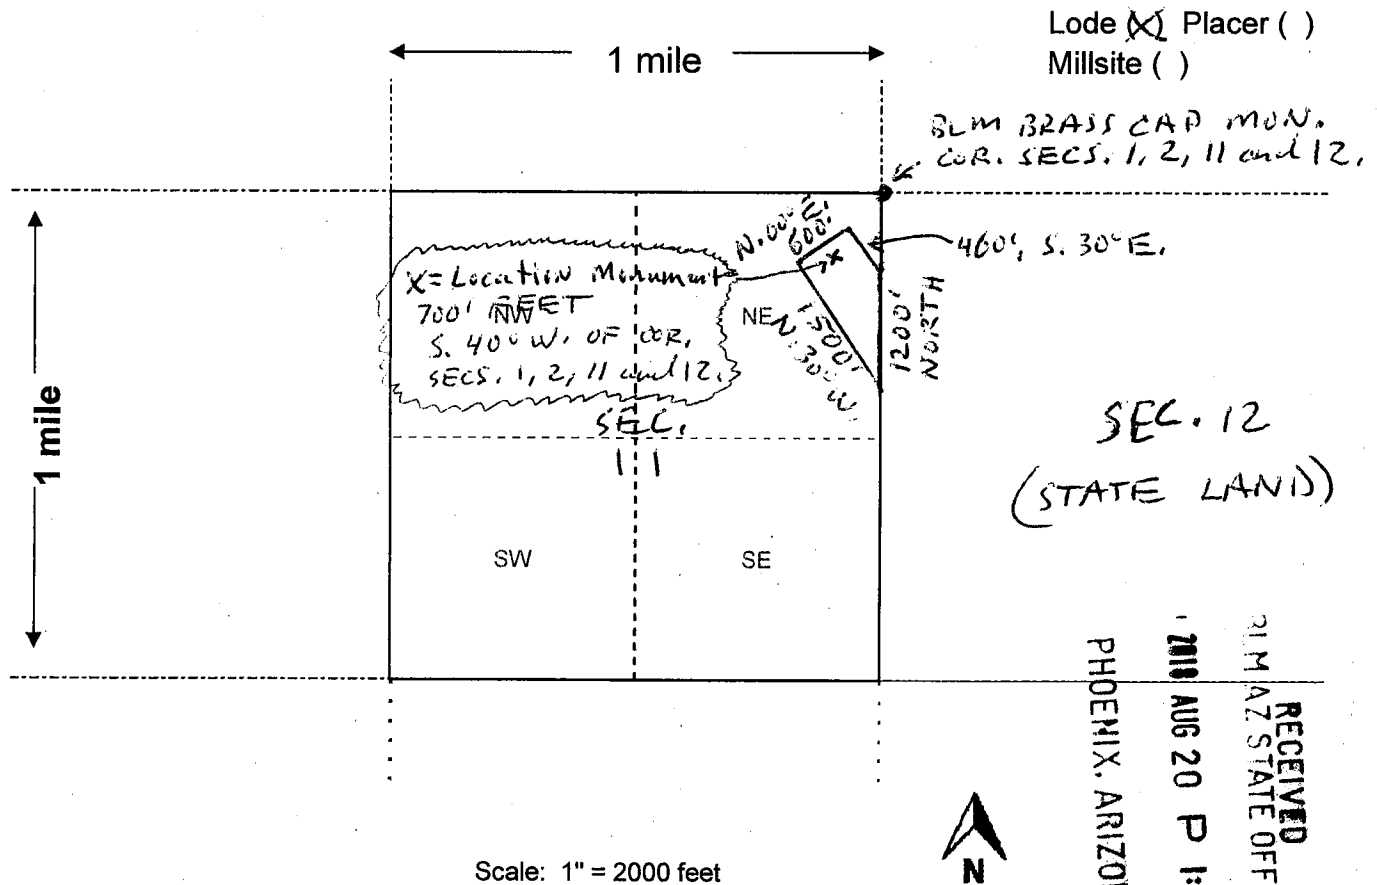 Lode (X) Placer ( )
Millsite ( )
1 mile
BLM BRASS CAP MON.
COR. SECS. 1, 2, 11 and 12.
N. 60° E.
600'
460', S. 30° E.
X = Location Monument
700' FEET
S. 40° W. OF COR.
SECS. 1, 2, 11 and 12.
NE
1500'
N. 30° W.
1200'
NORTH
1 mile
SEC.
11
SEC. 12
(STATE LAND)
SW
SE
RECEIVED
BLM AZ STATE OFF
AUG 20 P
PHOENIX, ARIZO
Scale: 1" = 2000 feet
N